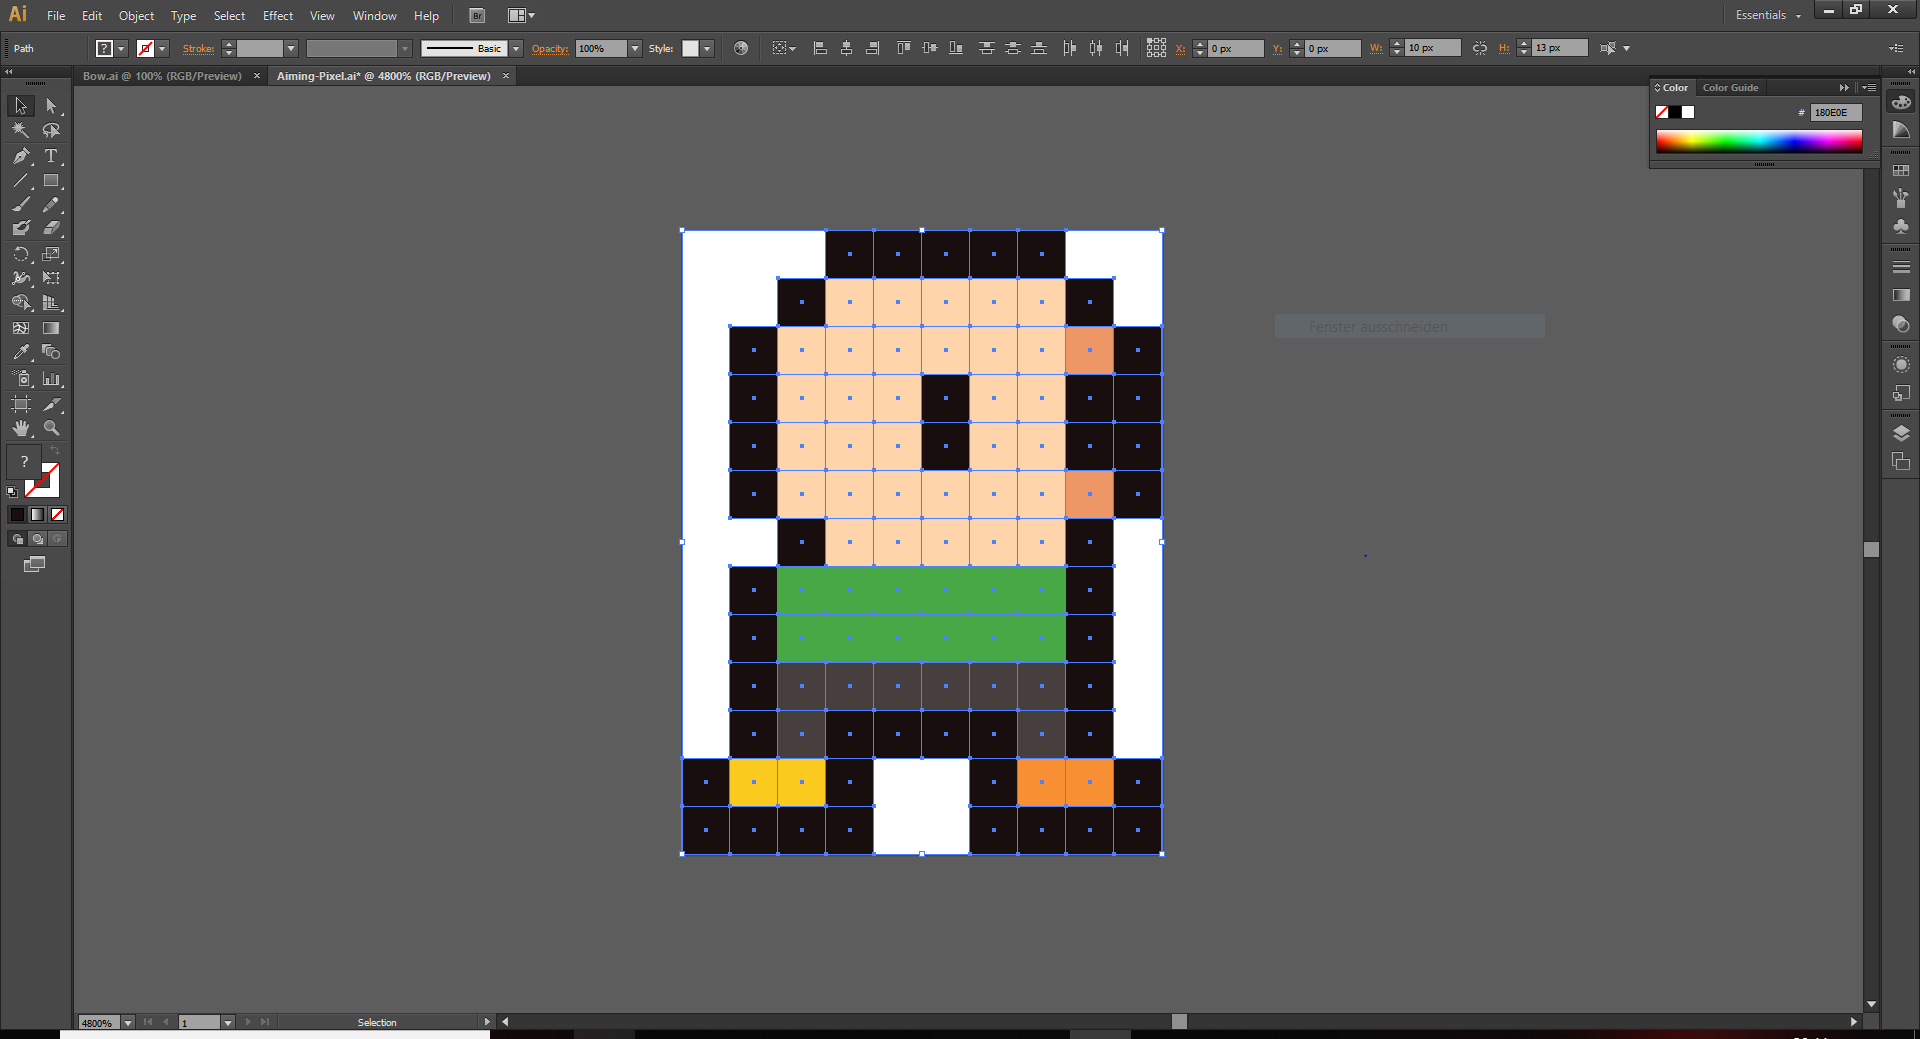 Ai File Edit Object Type Select Effect View Window Help Br Essentials
Path ? Stroke: Basic Opacity: 100% Style: X: 0 px Y: 0 px W: 10 px H: 13 px
Bow.ai @ 100% (RGB/Preview) × Aiming-Pixel.ai* @ 4800% (RGB/Preview) ×
Color Color Guide
# 180E0E
T
Fenster ausschneiden
?
4800% 1 Selection